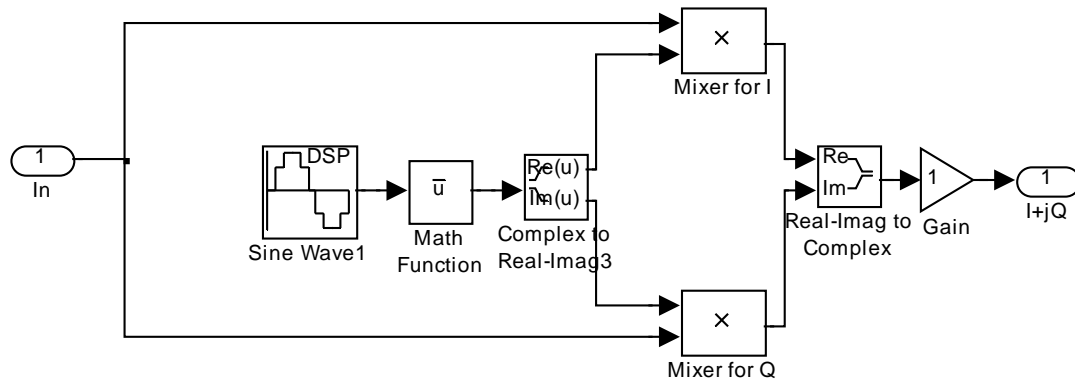 ×
Mixer for I
1
In
DSP
Sine Wave1
u̅
Math
Function
Re(u)
Im(u)
Complex to
Real-Imag3
Re
Im
Real-Imag to
Complex
1
Gain
1
I+jQ
×
Mixer for Q